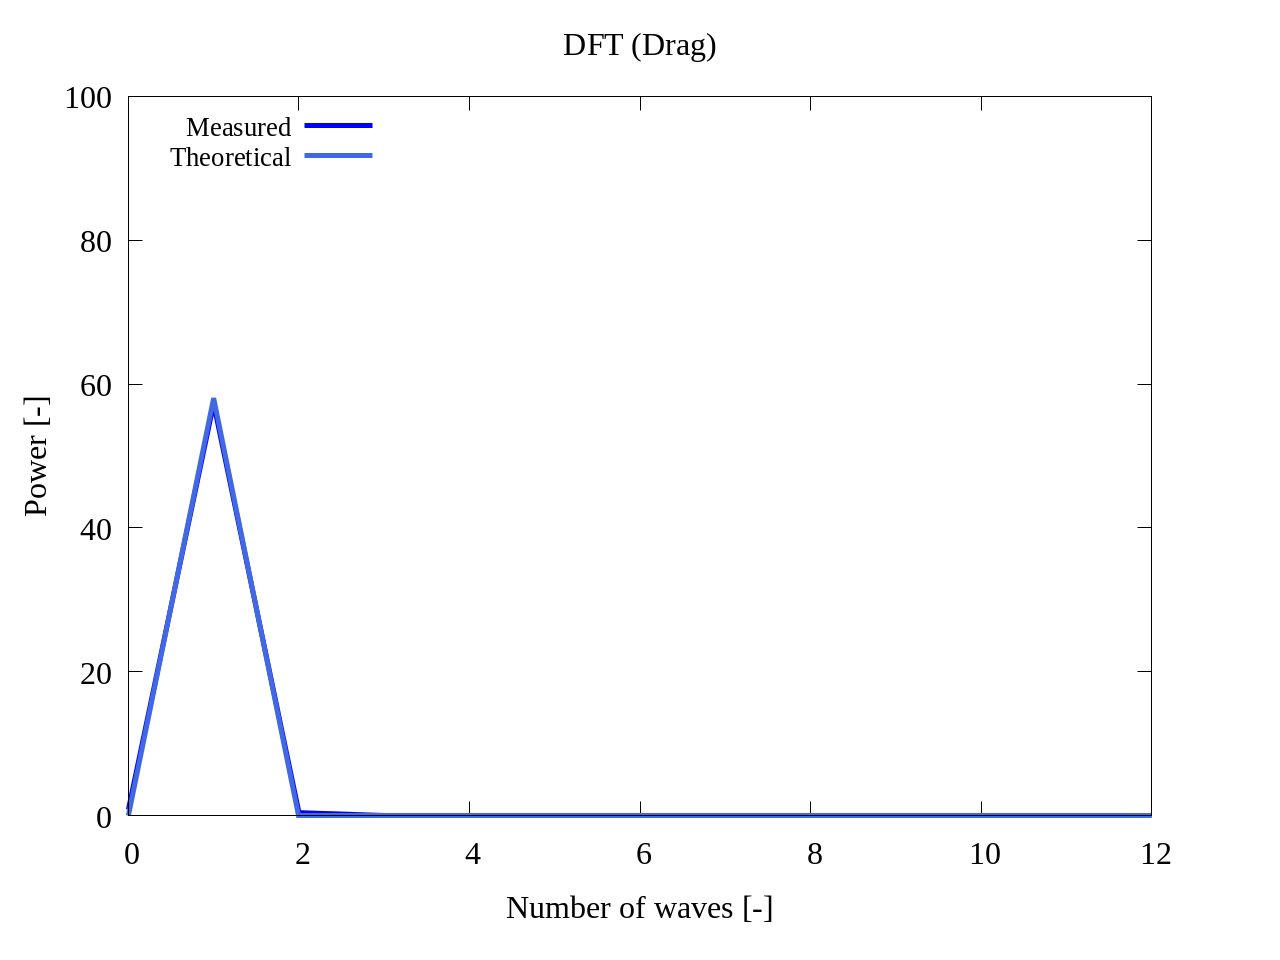 DFT (Drag)
100
Measured
Theoretical
80
60
Power [-]
40
20
0
0 2 4 6 8 10 12
Number of waves [-]